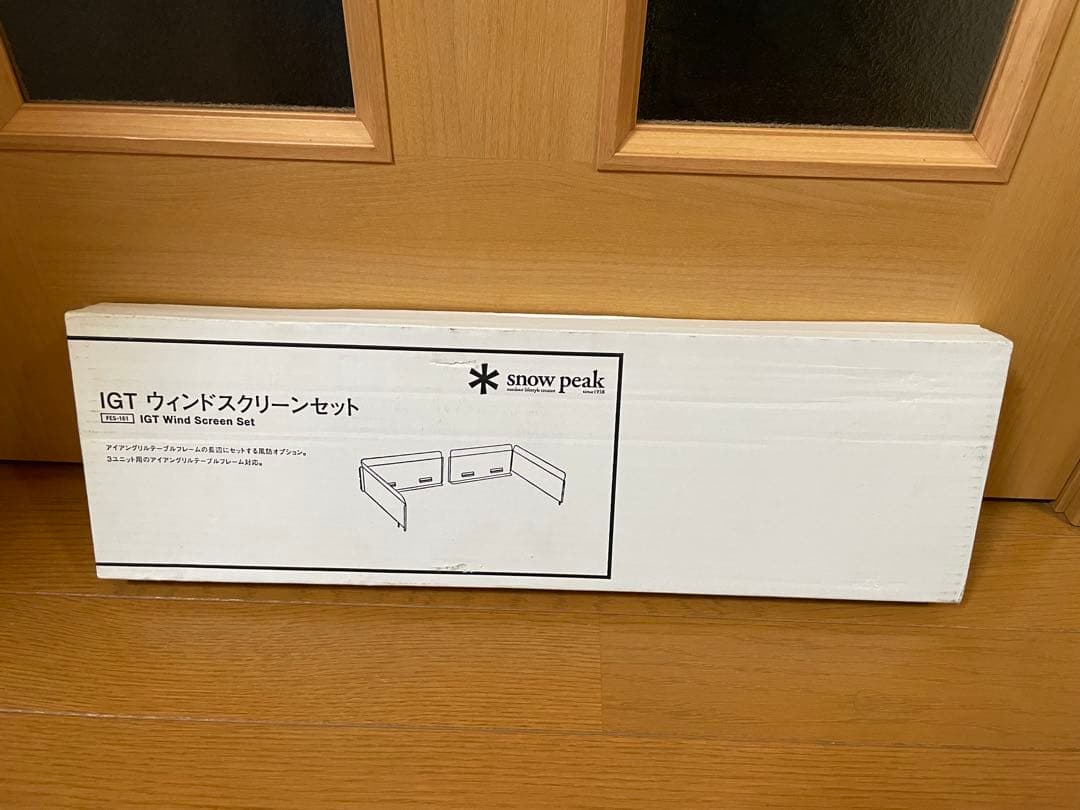 snow peak
outdoor lifestyle creator since1958
IGT ウィンドスクリーンセット
FES-161 IGT Wind Screen Set
アイアングリルテーブルフレームの長辺にセットする風防オプション。
3ユニット用のアイアングリルテーブルフレーム対応。